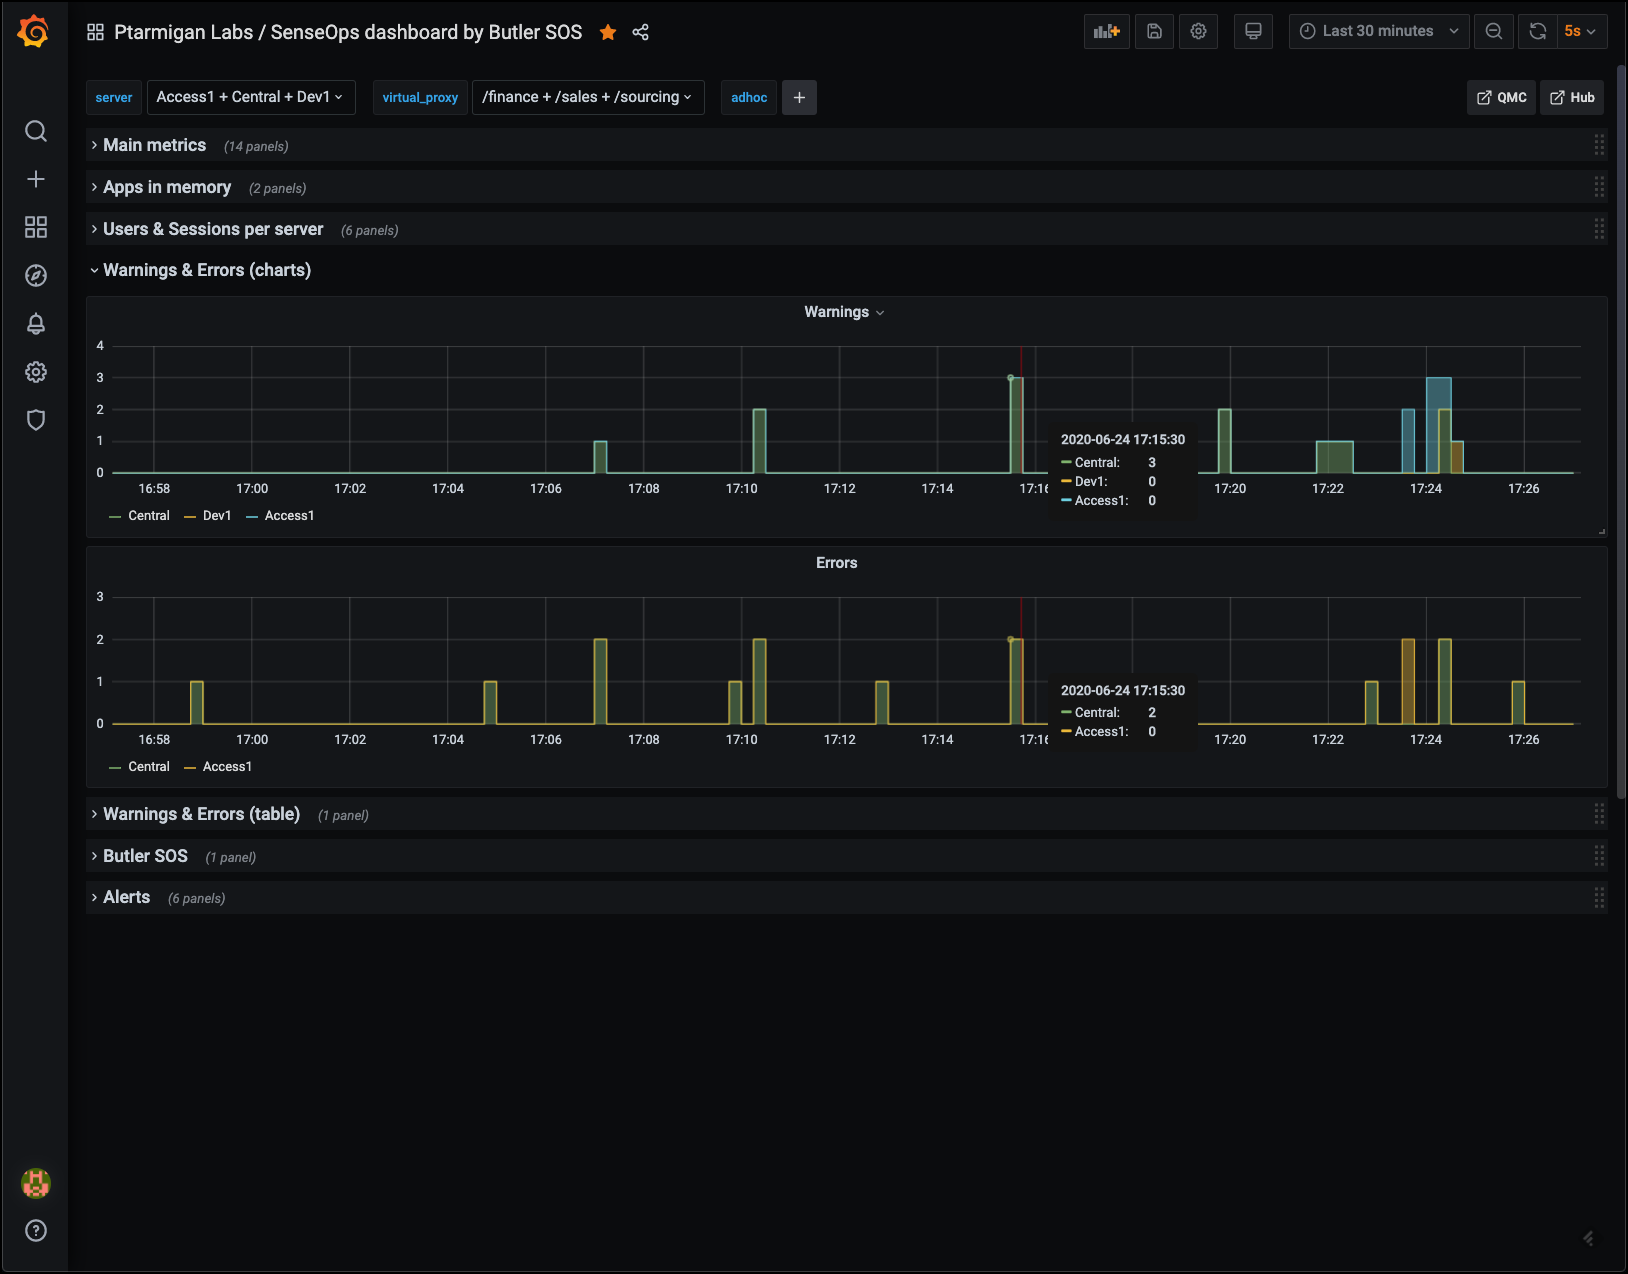 Ptarmigan Labs / SenseOps dashboard by Butler SOS
Last 30 minutes
5s
server Access1 + Central + Dev1 virtual_proxy /finance + /sales + /sourcing adhoc QMC Hub
Main metrics (14 panels)
Apps in memory (2 panels)
Users & Sessions per server (6 panels)
Warnings & Errors (charts)
Warnings
4
3
2
1
0
16:58 17:00 17:02 17:04 17:06 17:08 17:10 17:12 17:14 17:16 17:20 17:22 17:24 17:26
2020-06-24 17:15:30
Central: 3
Dev1: 0
Access1: 0
Central Dev1 Access1
Errors
3
2
1
0
16:58 17:00 17:02 17:04 17:06 17:08 17:10 17:12 17:14 17:16 17:20 17:22 17:24 17:26
2020-06-24 17:15:30
Central: 2
Access1: 0
Central Access1
Warnings & Errors (table) (1 panel)
Butler SOS (1 panel)
Alerts (6 panels)